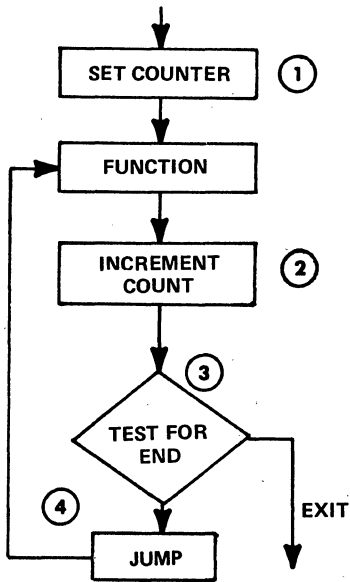 SET COUNTER
1
FUNCTION
INCREMENT
COUNT
2
3
TEST FOR
END
4
EXIT
JUMP